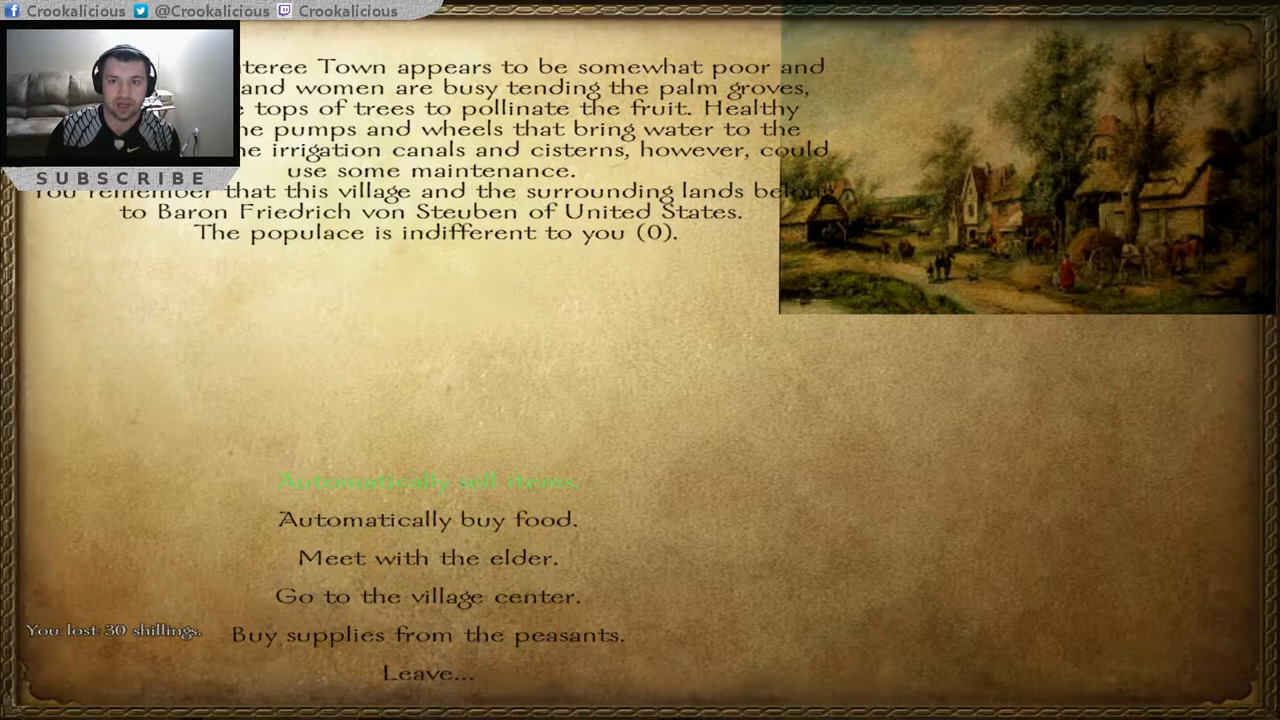 Crookalicious @Crookalicious Crookalicious
teree Town appears to be somewhat poor and
and women are busy tending the palm groves,
e tops of trees to pollinate the fruit. Healthy
he pumps and wheels that bring water to the
he irrigation canals and cisterns, however, could
use some maintenance.
SUBSCRIBE
You remember that this village and the surrounding lands belong
to Baron Friedrich von Steuben of United States.
The populace is indifferent to you (0).
Automatically sell items.
Automatically buy food.
Meet with the elder.
Go to the village center.
You lost 30 shillings.
Buy supplies from the peasants.
Leave...